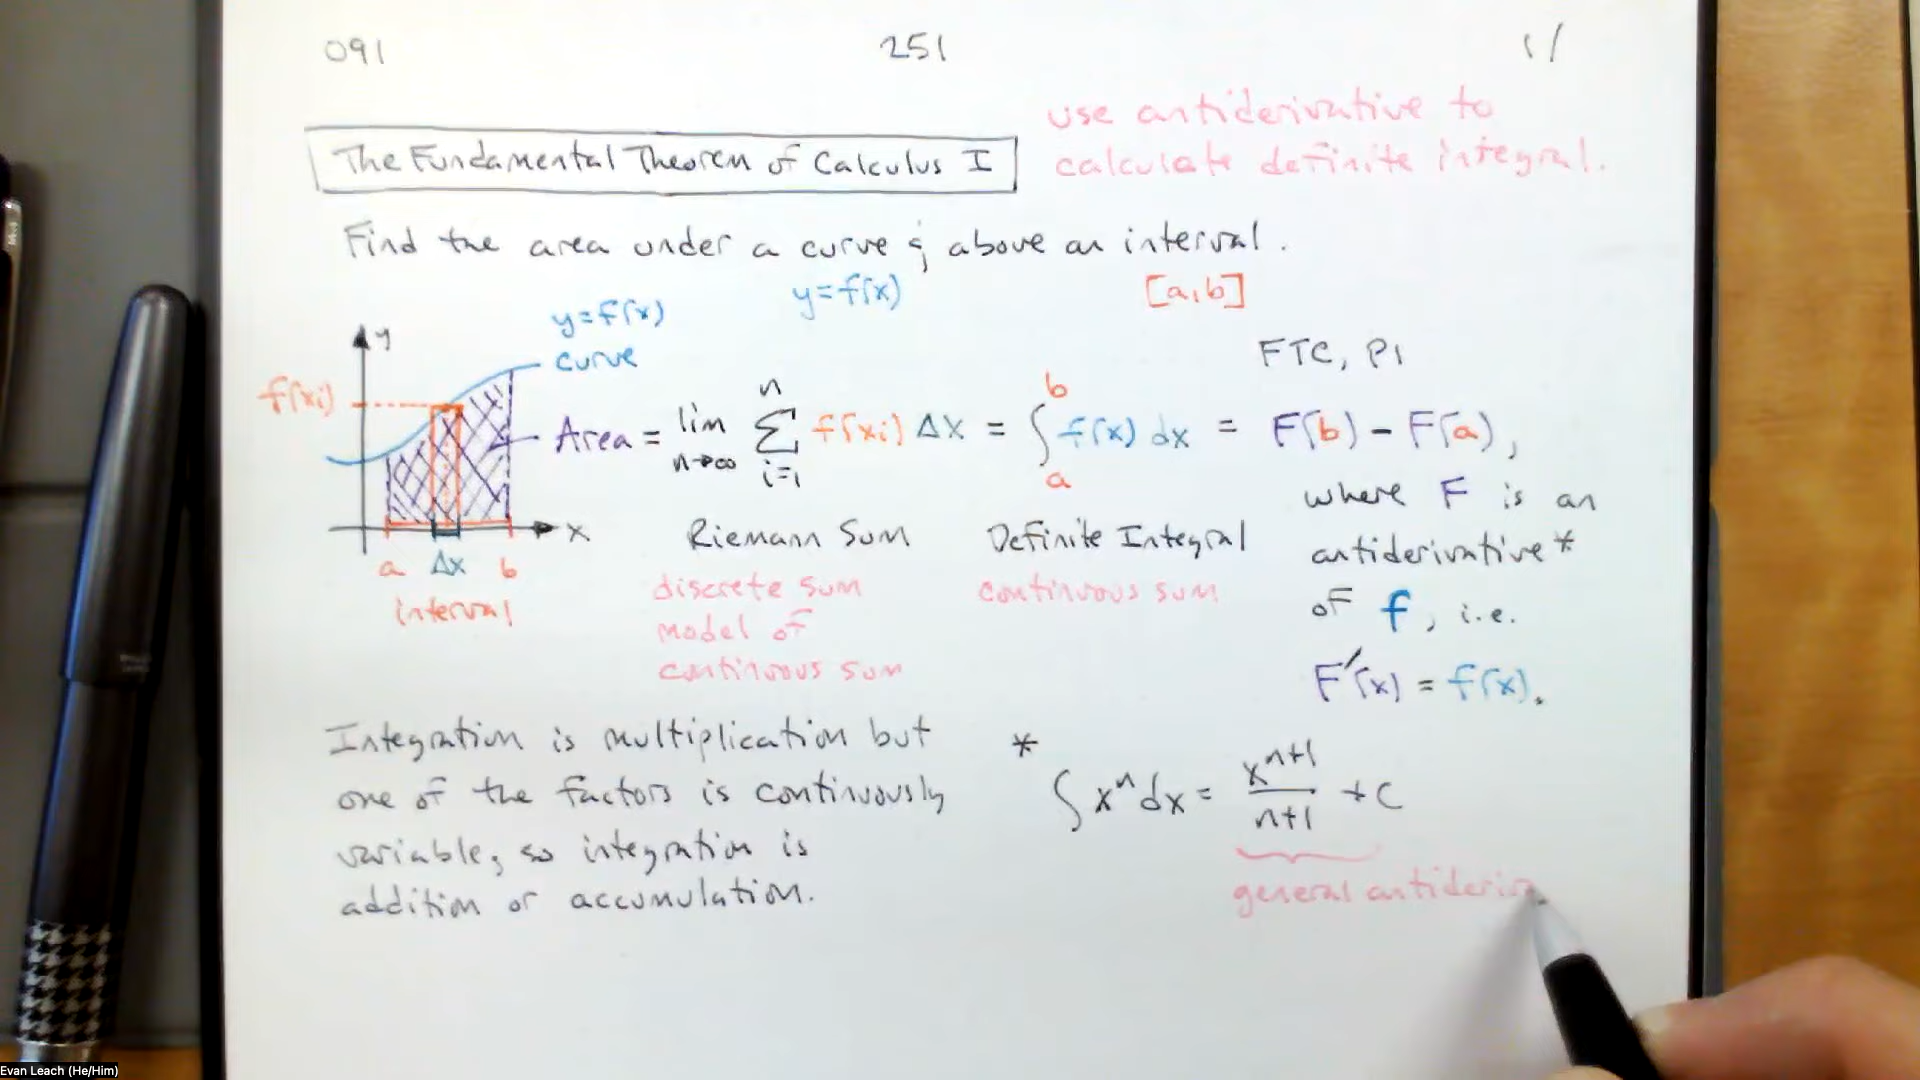 091 251 1/
use antiderivative to
calculate definite integral.
The Fundamental Theorem of Calculus I
Find the area under a curve & above an interval.
y=f(x) [a,b]
y=f(x)
curve
y
f(xi)
x
a Δx b
interval
FTC, P1
Area = lim n→∞ n Σ i=1 f(xi) Δx = ∫ b a f(x) dx = F(b) - F(a),
where F is an
antiderivative*
of f, i.e.
F'(x) = f(x).
Riemann Sum
discrete sum
model of
continuous sum
Definite Integral
continuous sum
Integration is multiplication but
one of the factors is continuously
variable, so integration is
addition or accumulation.
* ∫ x^n dx = x^n+1 / n+1 + C
general antideriv
Evan Leach (He/Him)